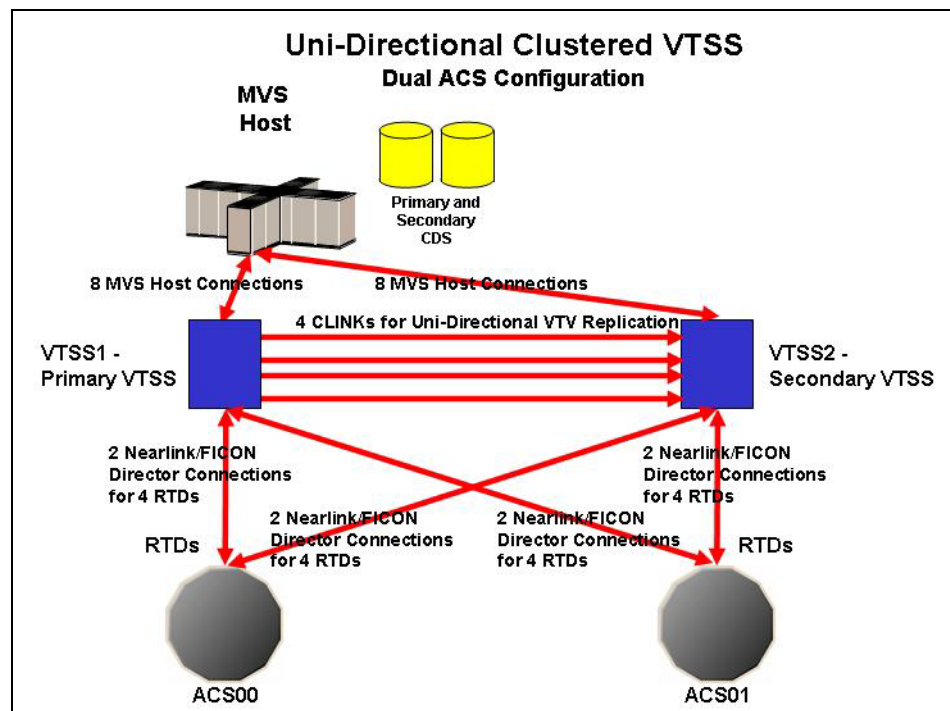 Uni-Directional Clustered VTSS
Dual ACS Configuration
MVS
Host
Primary and
Secondary
CDS
8 MVS Host Connections
8 MVS Host Connections
4 CLINKs for Uni-Directional VTV Replication
VTSS1 -
Primary VTSS
VTSS2 -
Secondary VTSS
2 Nearlink/FICON
Director Connections
for 4 RTDs
2 Nearlink/FICON
Director Connections
for 4 RTDs
2 Nearlink/FICON
Director Connections
for 4 RTDs
2 Nearlink/FICON
Director Connections
for 4 RTDs
RTDs
RTDs
ACS00
ACS01